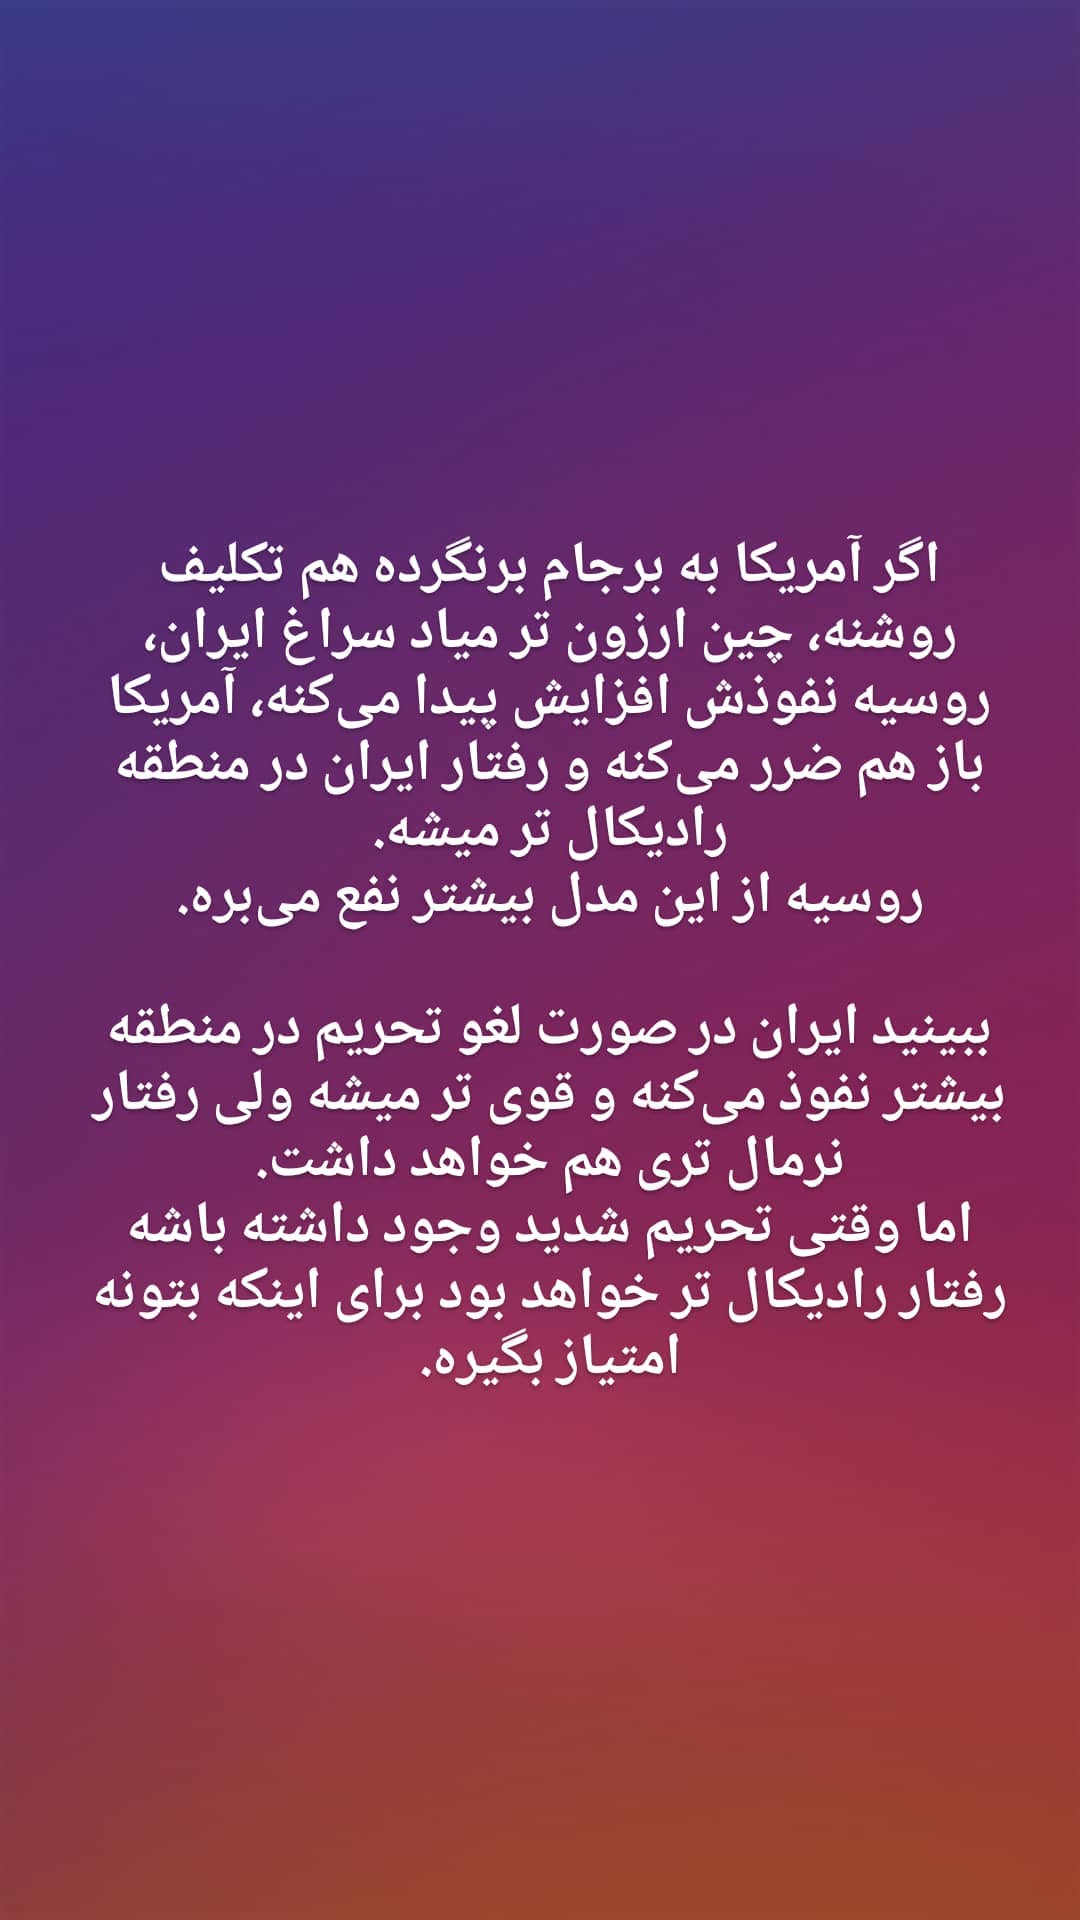 اگر آمریکا به برجام برنگرده هم تکلیف
روشنه، چین ارزون تر میاد سراغ ایران،
روسیه نفوذش افزایش پیدا می‌کنه، آمریکا
باز هم ضرر می‌کنه و رفتار ایران در منطقه
رادیکال تر میشه.
روسیه از این مدل بیشتر نفع می‌بره.
ببینید ایران در صورت لغو تحریم در منطقه
بیشتر نفوذ می‌کنه و قوی تر میشه ولی رفتار
نرمال تری هم خواهد داشت.
اما وقتی تحریم شدید وجود داشته باشه
رفتار رادیکال تر خواهد بود برای اینکه بتونه
امتیاز بگیره.